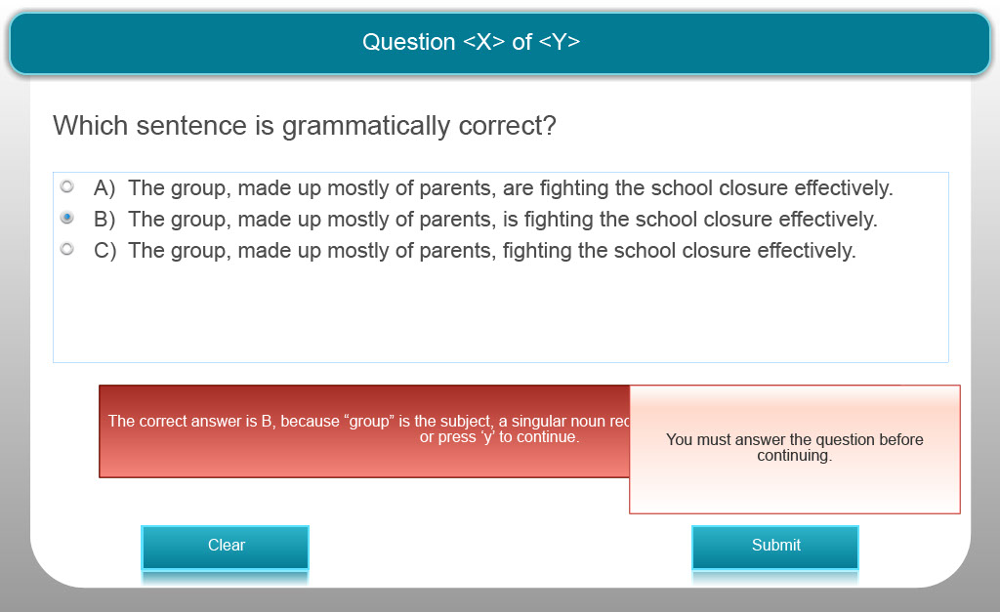 Question <X> of <Y>
Which sentence is grammatically correct?
A) The group, made up mostly of parents, are fighting the school closure effectively.
B) The group, made up mostly of parents, is fighting the school closure effectively.
C) The group, made up mostly of parents, fighting the school closure effectively.
The correct answer is B, because “group” is the subject, a singular noun
or press ‘y’ to continue.
You must answer the question before
continuing.
Clear
Submit